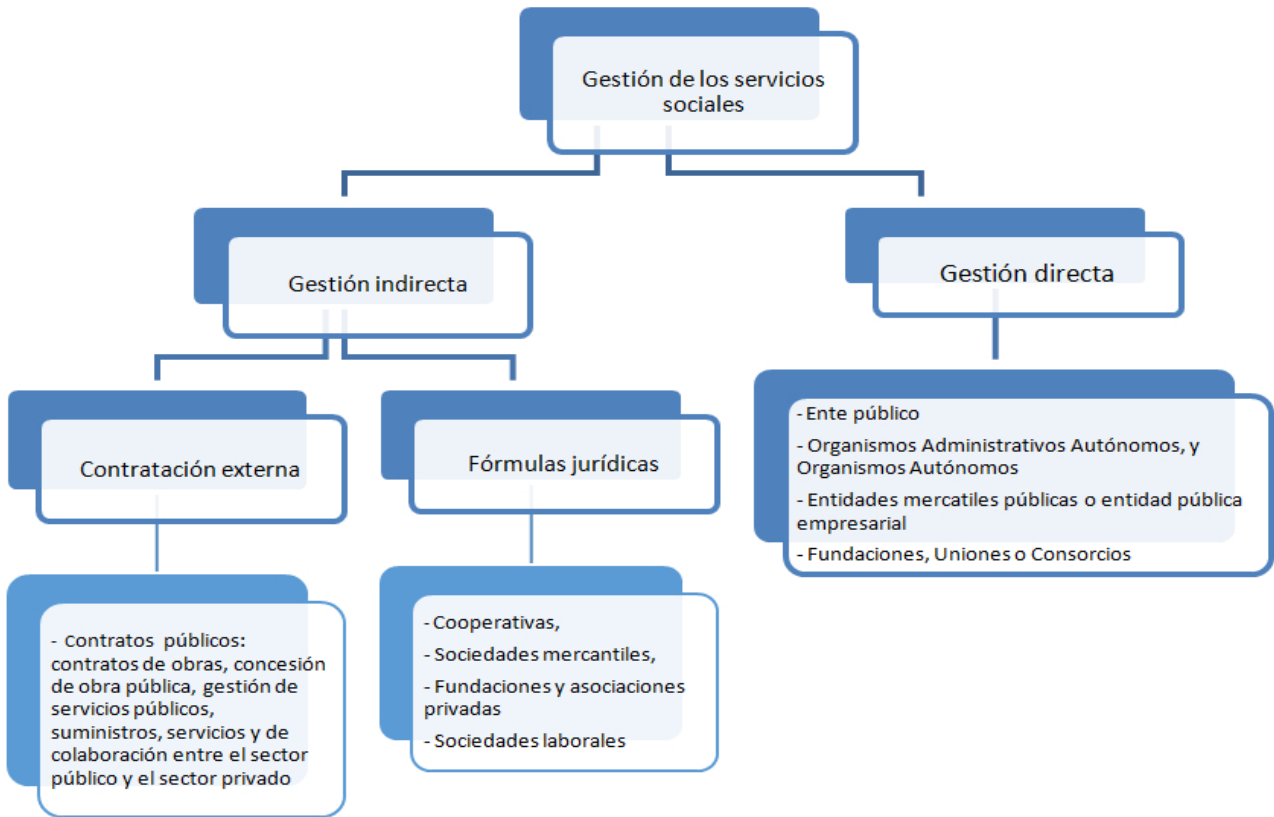 Gestión de los servicios
sociales
Gestión indirecta
Gestión directa
Contratación externa
Fórmulas jurídicas
- Ente público
- Organismos Administrativos Autónomos, y
Organismos Autónomos
- Entidades mercatiles públicas o entidad pública
empresarial
- Fundaciones, Uniones o Consorcios
- Contratos públicos:
contratos de obras, concesión
de obra pública, gestión de
servicios públicos,
suministros, servicios y de
colaboración entre el sector
público y el sector privado
- Cooperativas,
- Sociedades mercantiles,
- Fundaciones y asociaciones
privadas
- Sociedades laborales